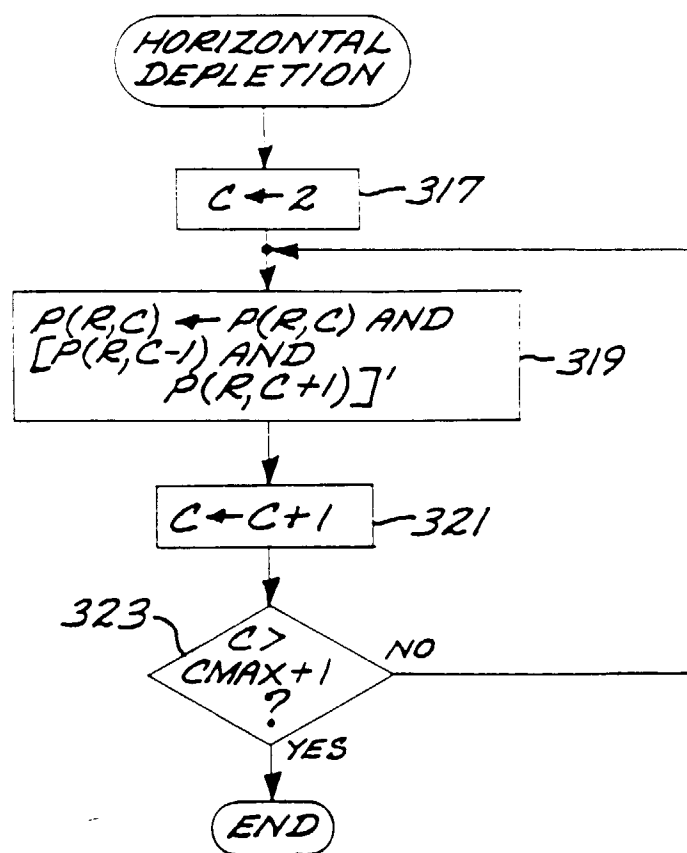 HORIZONTAL
DEPLETION
C ← 2
317
P(R,C) ← P(R,C) AND
[P(R,C-1) AND
P(R,C+1)]'
319
C ← C+1
321
323
C >
CMAX+1
?
NO
YES
END